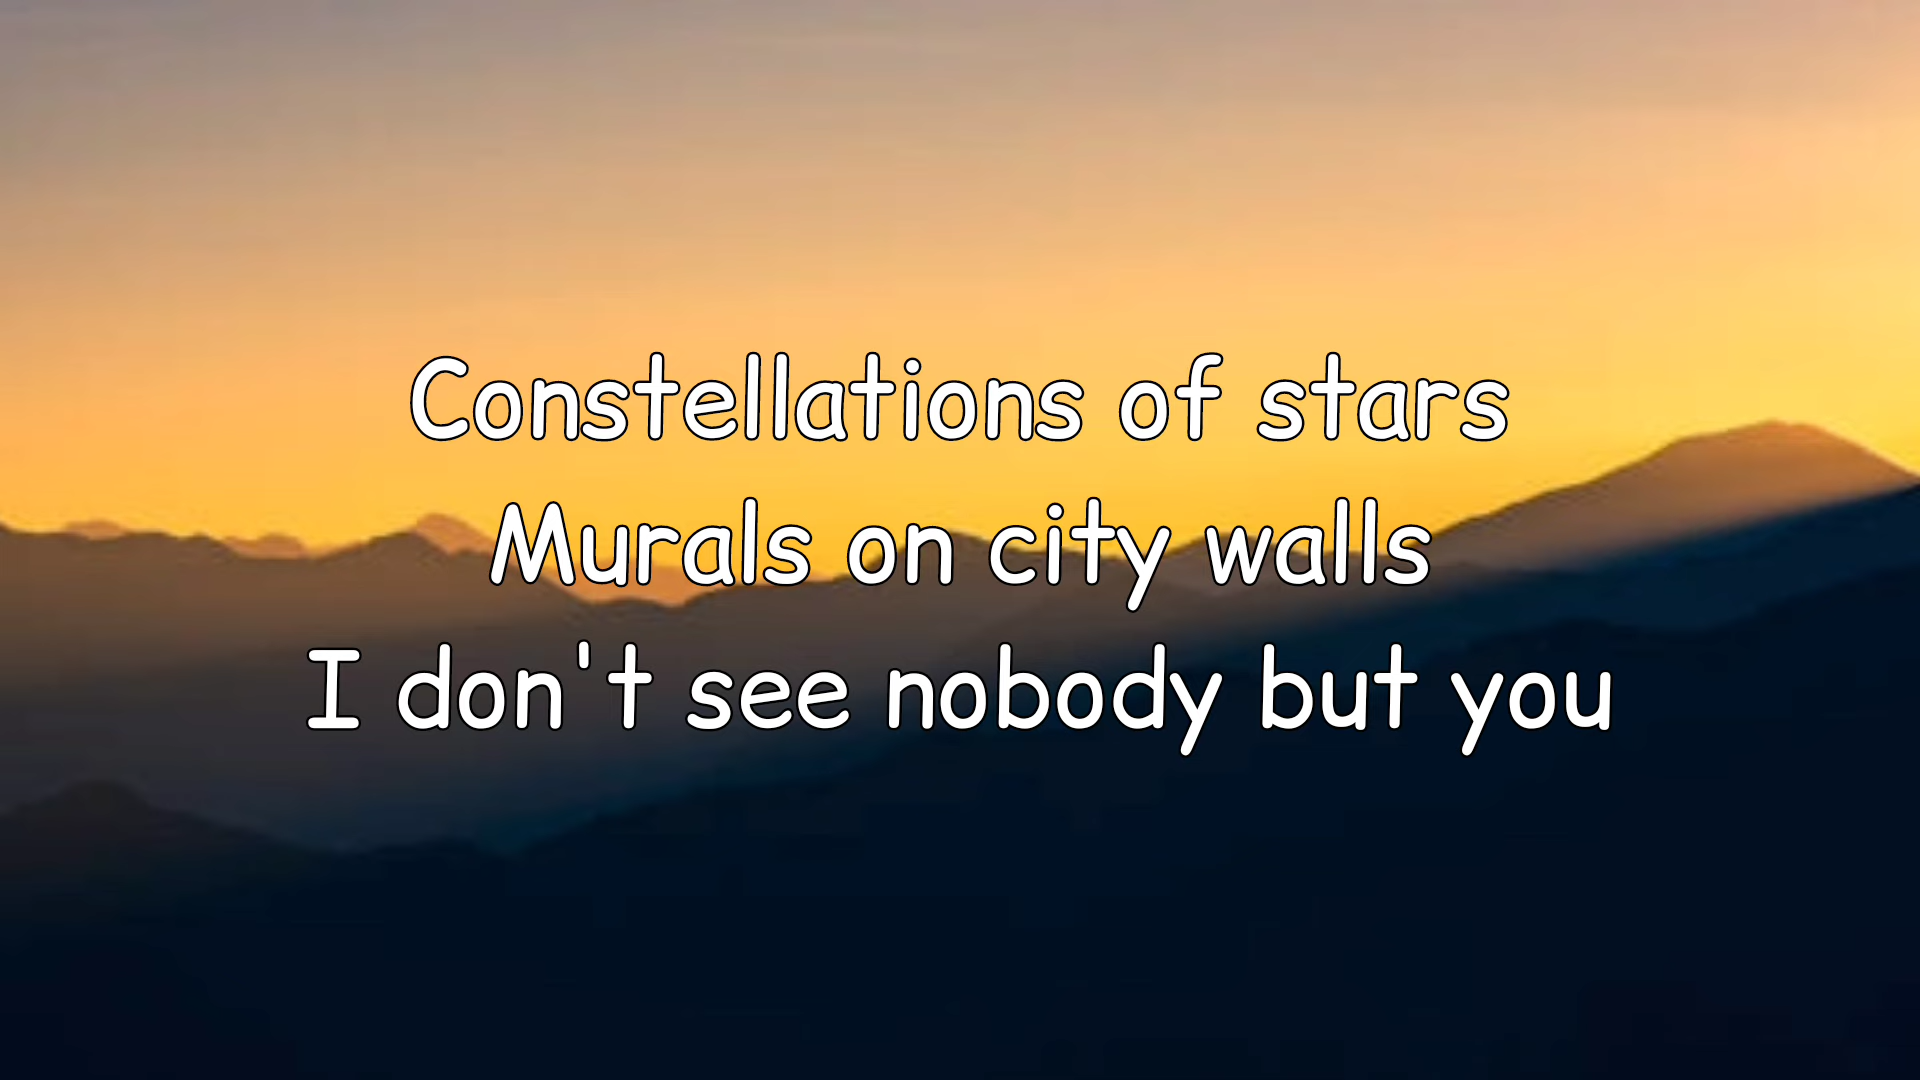 Constellations of stars
Murals on city walls
I don't see nobody but you